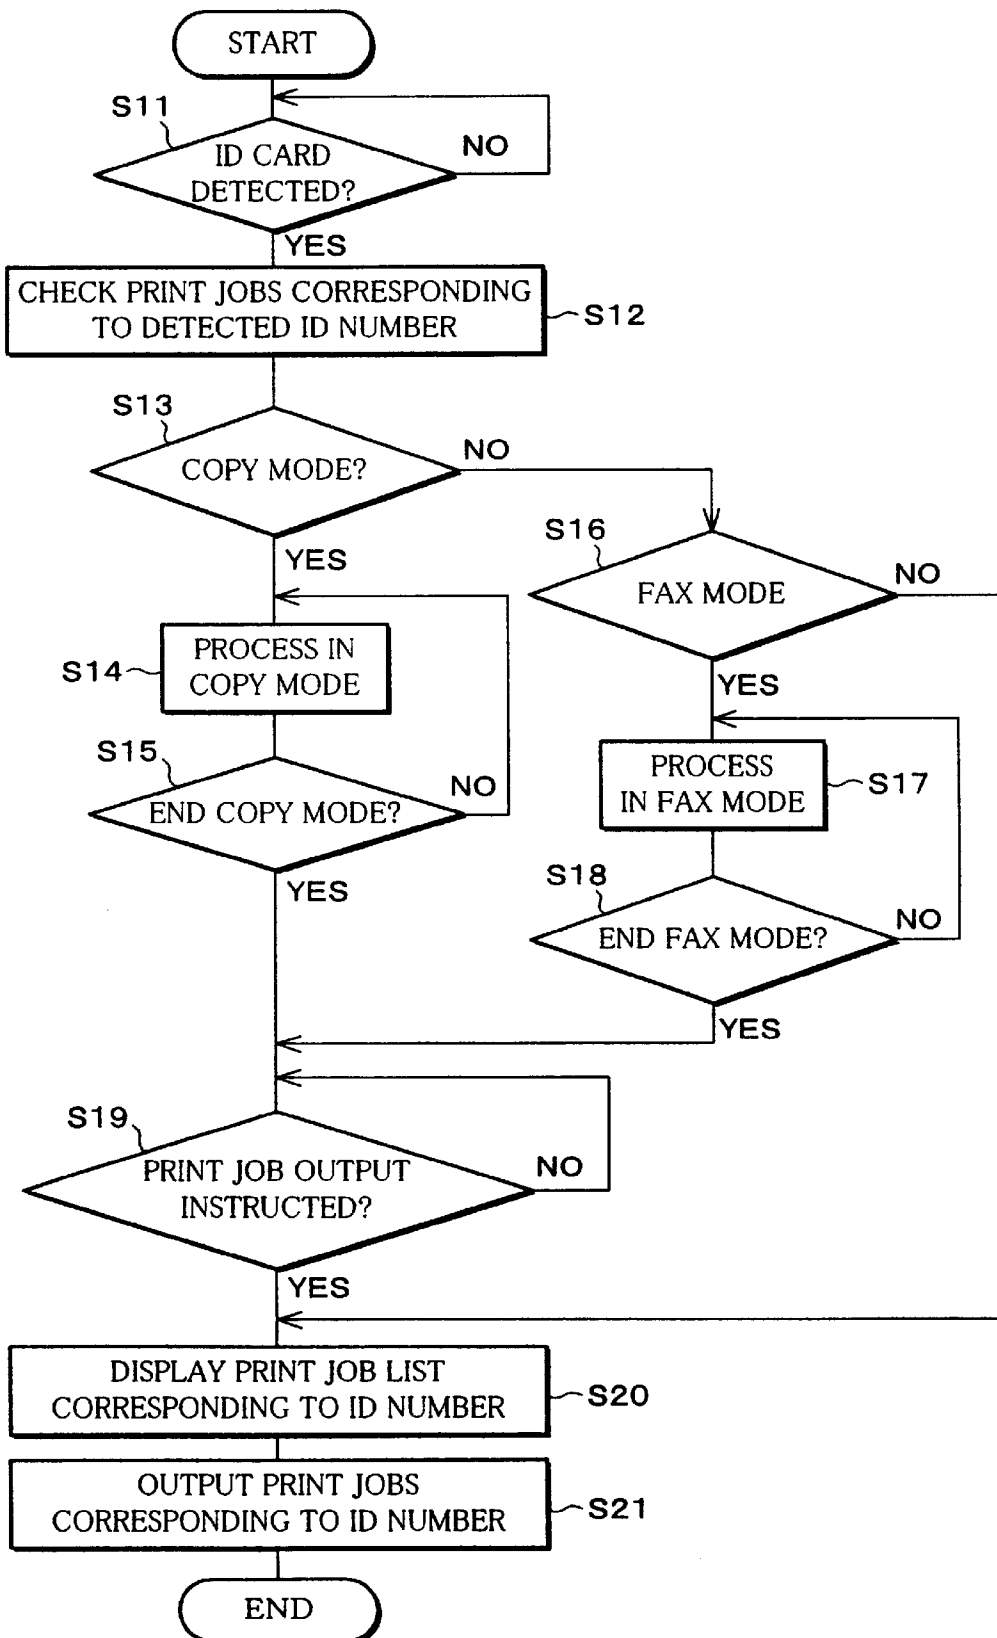 START
S11
NO
ID CARD
DETECTED?
YES
CHECK PRINT JOBS CORRESPONDING
TO DETECTED ID NUMBER
S12
S13
COPY MODE?
NO
YES
S16
FAX MODE
NO
YES
S14
PROCESS IN
COPY MODE
S15
END COPY MODE?
NO
YES
PROCESS
IN FAX MODE
S17
S18
END FAX MODE?
NO
YES
S19
PRINT JOB OUTPUT
INSTRUCTED?
NO
YES
DISPLAY PRINT JOB LIST
CORRESPONDING TO ID NUMBER
S20
OUTPUT PRINT JOBS
CORRESPONDING TO ID NUMBER
S21
END